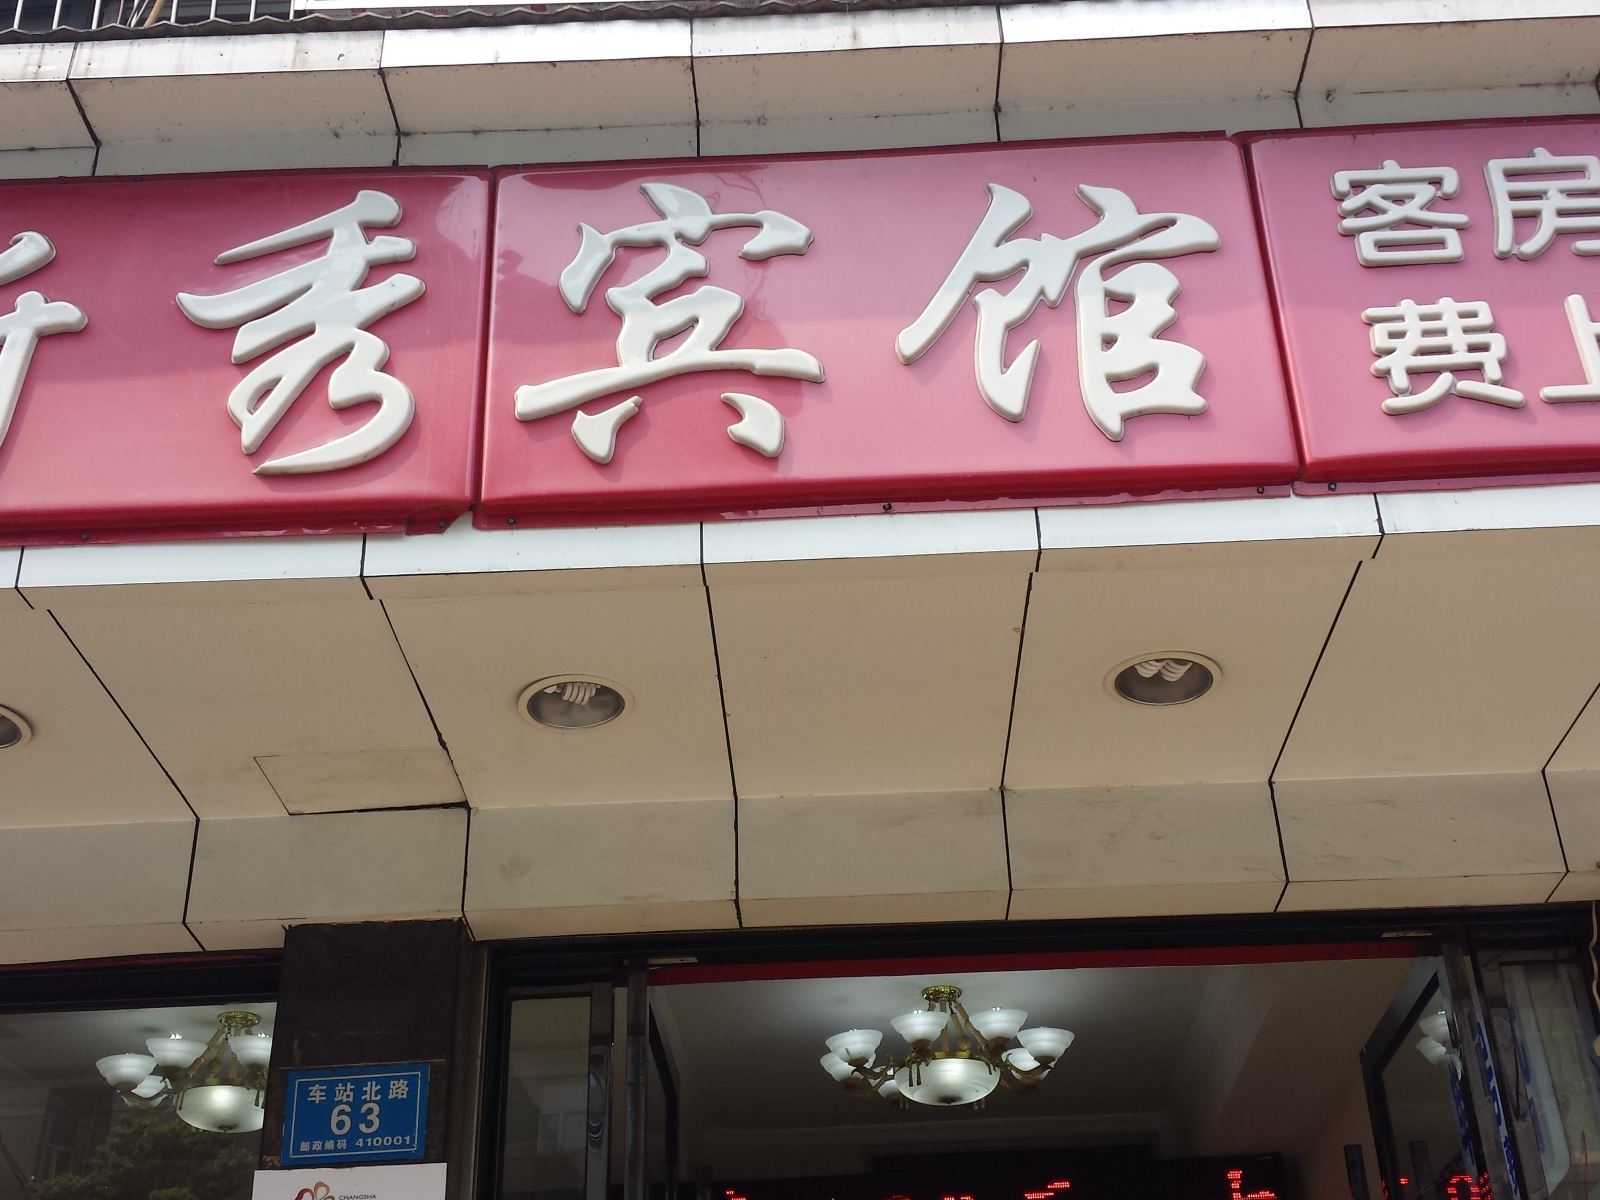 秀宾馆
客房
费上
车站北路
63
邮政编码 410001
CHANGSHA